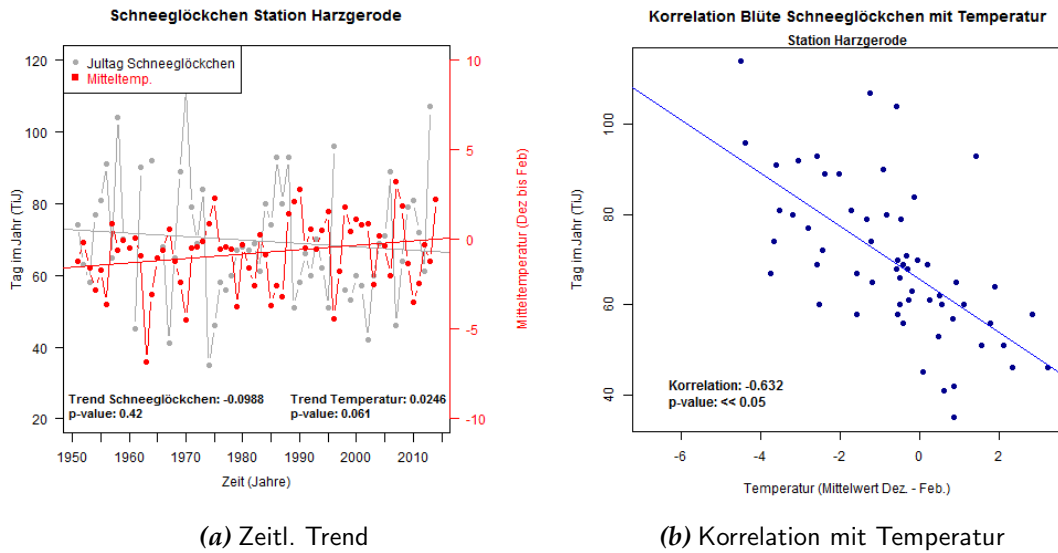 Schneeglöckchen Station Harzgerode
Jultag Schneeglöckchen
Mitteltemp.
Tag im Jahr (TiJ)
120
100
80
60
40
20
10
5
0
-5
-10
Mitteltemperatur (Dez bis Feb)
Trend Schneeglöckchen: -0.0988
p-value: 0.42
Trend Temperatur: 0.0246
p-value: 0.061
1950 1960 1970 1980 1990 2000 2010
Zeit (Jahre)
(a) Zeitl. Trend
Korrelation Blüte Schneeglöckchen mit Temperatur
Station Harzgerode
Tag im Jahr (TiJ)
100
80
60
40
Korrelation: -0.632
p-value: << 0.05
-6 -4 -2 0 2
Temperatur (Mittelwert Dez. - Feb.)
(b) Korrelation mit Temperatur